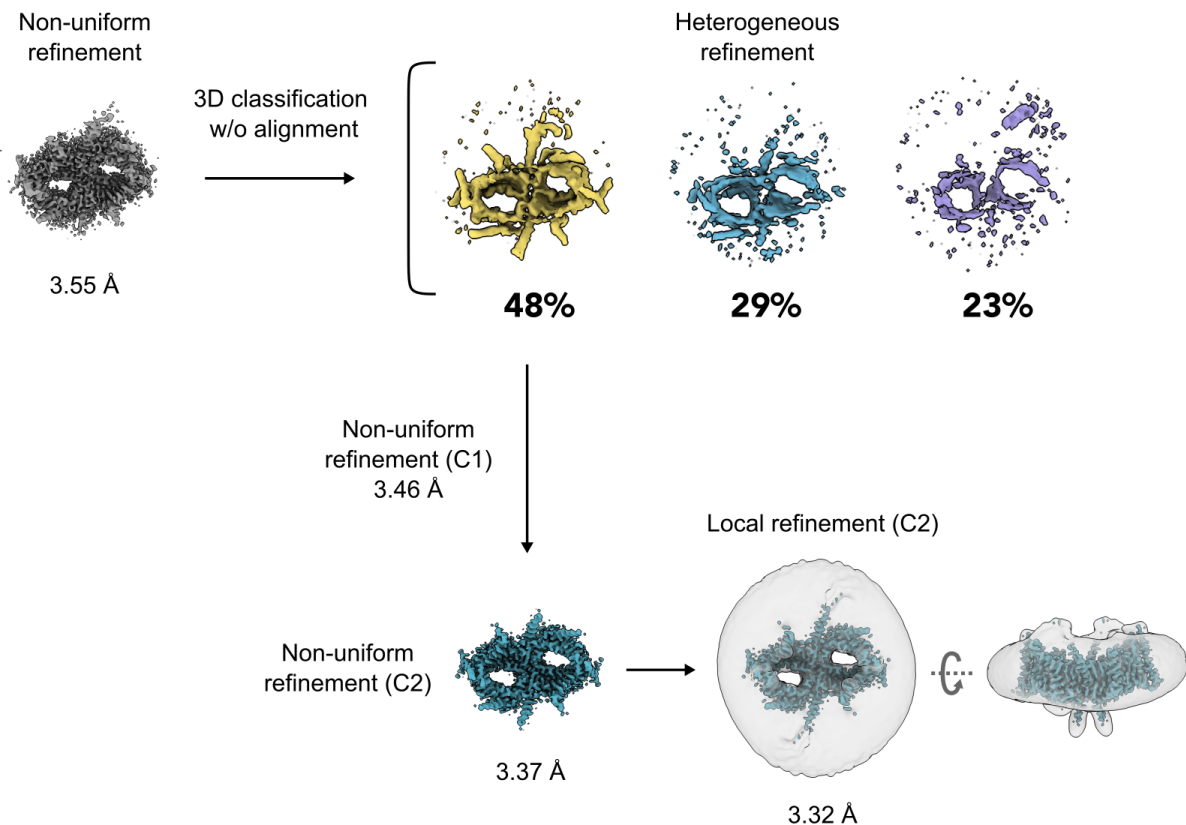 Non-uniform
refinement
3D classification
w/o alignment
Heterogeneous
refinement
3.55 Å
48%
29%
23%
Non-uniform
refinement (C1)
3.46 Å
Local refinement (C2)
Non-uniform
refinement (C2)
3.37 Å
3.32 Å